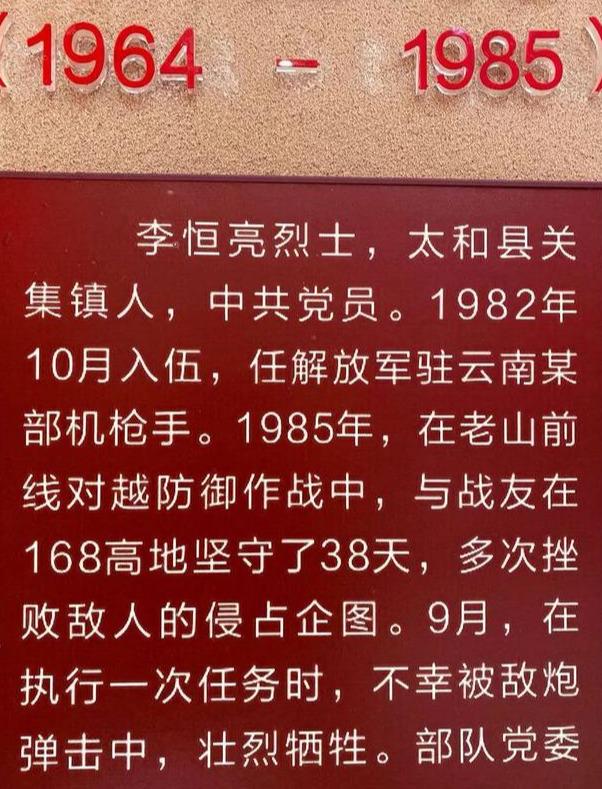 (1964 - 1985)
李恒亮烈士，太和县关
集镇人，中共党员。1982年
10月入伍，任解放军驻云南某
部机枪手。1985年，在老山前
线对越防御作战中，与战友在
168高地坚守了38天，多次挫
败敌人的侵占企图。9月，在
执行一次任务时，不幸被敌炮
弹击中，壮烈牺牲。部队党委